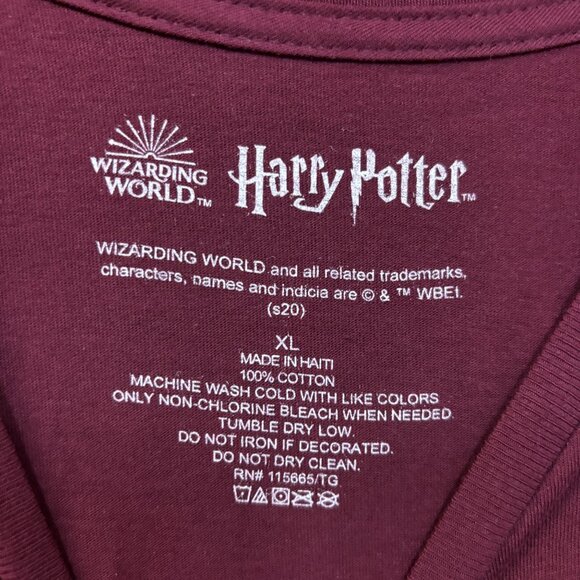 WIZARDING
WORLD™
Harry Potter™
WIZARDING WORLD and all related trademarks,
characters, names and indicia are © & ™ WBEI.
(s20)
XL
MADE IN HAITI
100% COTTON
MACHINE WASH COLD WITH LIKE COLORS
ONLY NON-CHLORINE BLEACH WHEN NEEDED.
TUMBLE DRY LOW.
DO NOT IRON IF DECORATED.
DO NOT DRY CLEAN.
RN# 115665/TG